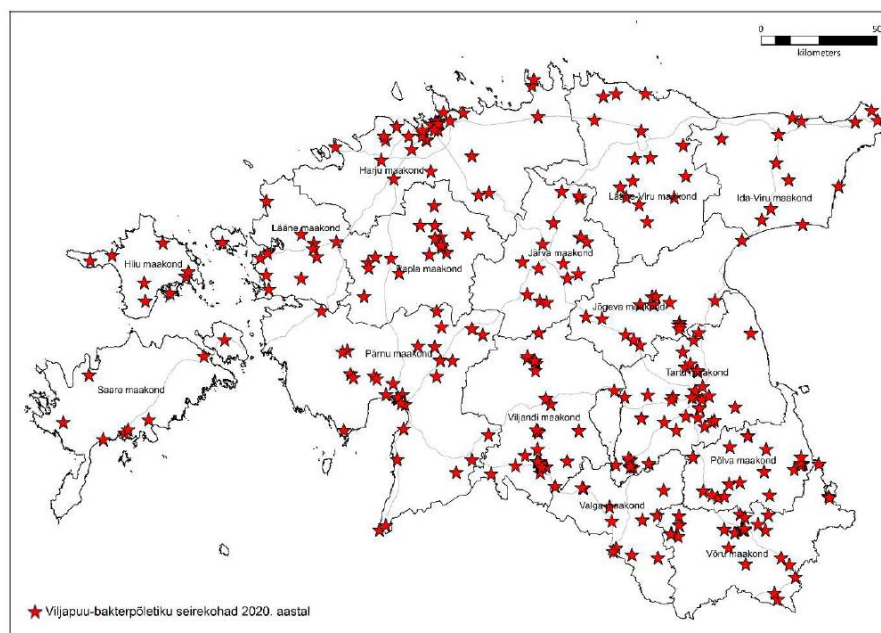 0
50
kilometers
Harju maakond
Lääne-Viru maakond
Ida-Viru maakond
Lääne maakond
Hiiu maakond
Rapla maakond
Järva maakond
Jõgeva maakond
Pärnu maakond
Tartu maakond
Saare maakond
Viljandi maakond
Põlva maakond
Valga maakond
Võru maakond
Viljapuu-bakterpõletiku seirekohad 2020. aastal